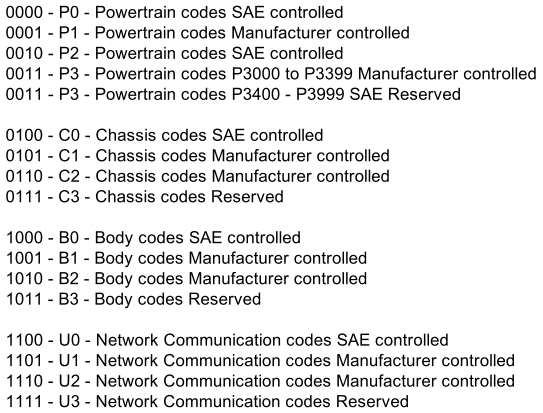 0000 - P0 - Powertrain codes SAE controlled
0001 - P1 - Powertrain codes Manufacturer controlled
0010 - P2 - Powertrain codes SAE controlled
0011 - P3 - Powertrain codes P3000 to P3399 Manufacturer controlled
0011 - P3 - Powertrain codes P3400 - P3999 SAE Reserved
0100 - C0 - Chassis codes SAE controlled
0101 - C1 - Chassis codes Manufacturer controlled
0110 - C2 - Chassis codes Manufacturer controlled
0111 - C3 - Chassis codes Reserved
1000 - B0 - Body codes SAE controlled
1001 - B1 - Body codes Manufacturer controlled
1010 - B2 - Body codes Manufacturer controlled
1011 - B3 - Body codes Reserved
1100 - U0 - Network Communication codes SAE controlled
1101 - U1 - Network Communication codes Manufacturer controlled
1110 - U2 - Network Communication codes Manufacturer controlled
1111 - U3 - Network Communication codes Reserved